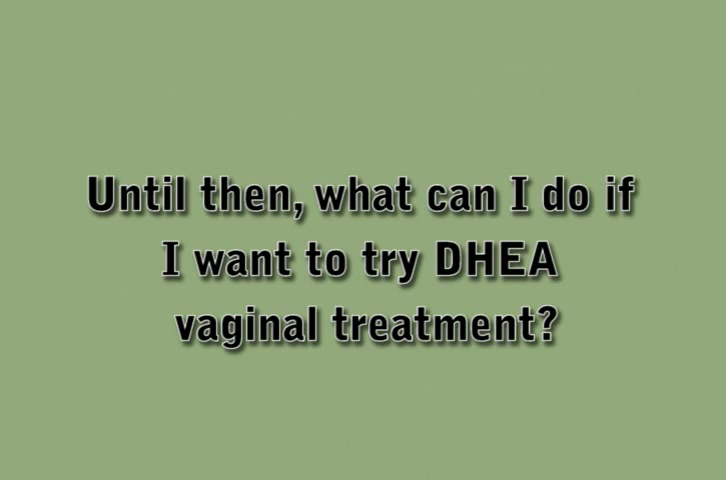 Until then, what can I do if
I want to try DHEA
vaginal treatment?